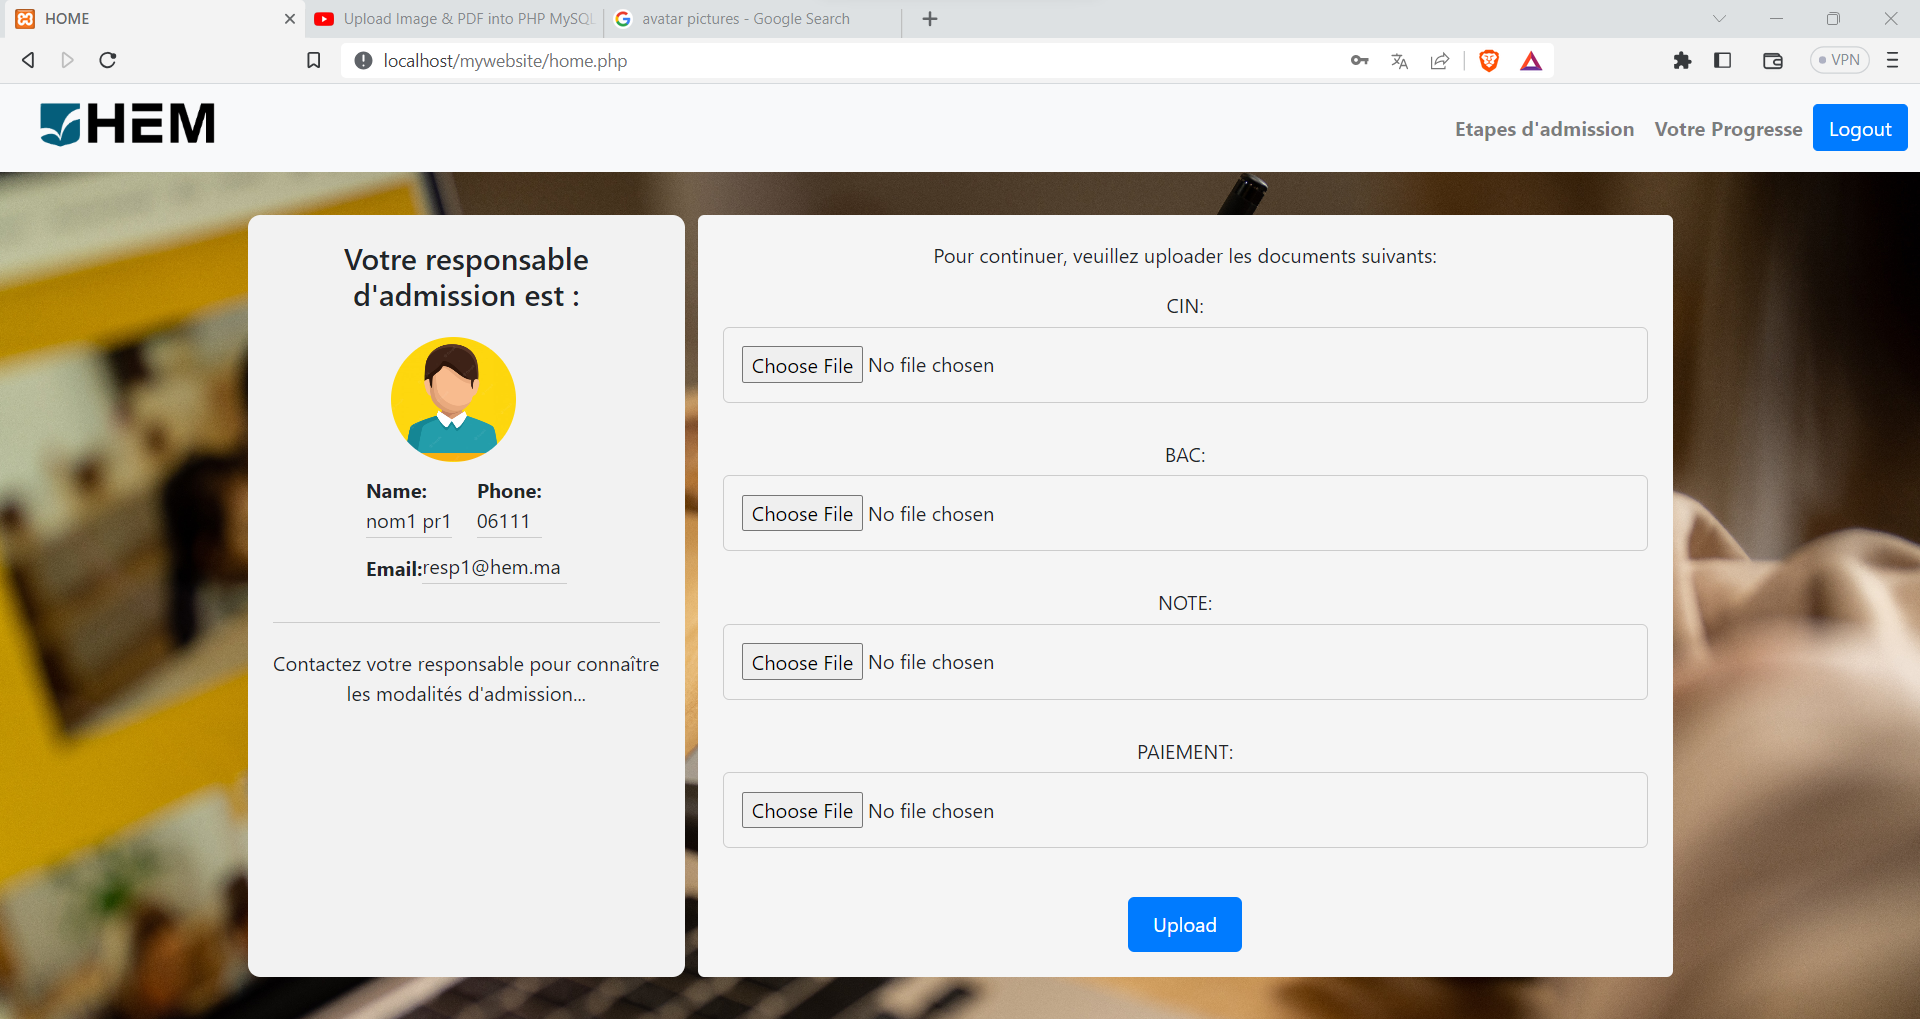 HOME
Upload Image & PDF into PHP MySQL
avatar pictures - Google Search
localhost/mywebsite/home.php
VPN
HEM
Etapes d'admission
Votre Progresse
Logout
Votre responsable
d'admission est :
Name:
Phone:
nom1 pr1
06111
Email:
resp1@hem.ma
Contactez votre responsable pour connaître
les modalités d'admission...
Pour continuer, veuillez uploader les documents suivants:
CIN:
Choose File No file chosen
BAC:
Choose File No file chosen
NOTE:
Choose File No file chosen
PAIEMENT:
Choose File No file chosen
Upload